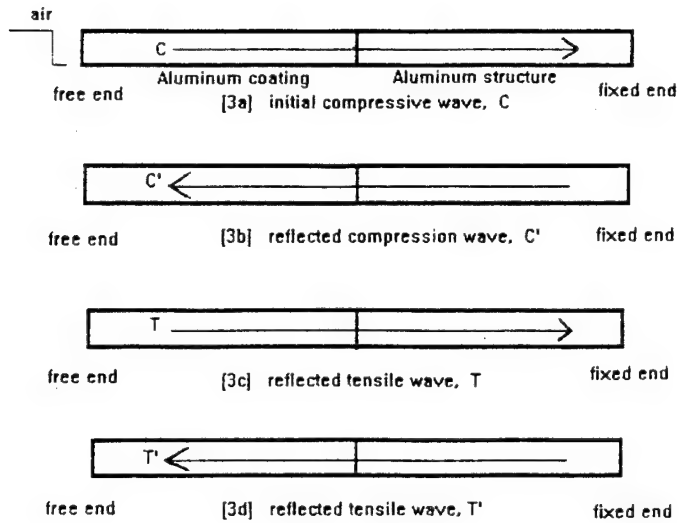 air
C
Aluminum coating Aluminum structure
free end fixed end
[3a] initial compressive wave, C
C'
free end [3b] reflected compression wave, C' fixed end
T
free end [3c] reflected tensile wave, T fixed end
T'
free end [3d] reflected tensile wave, T' fixed end